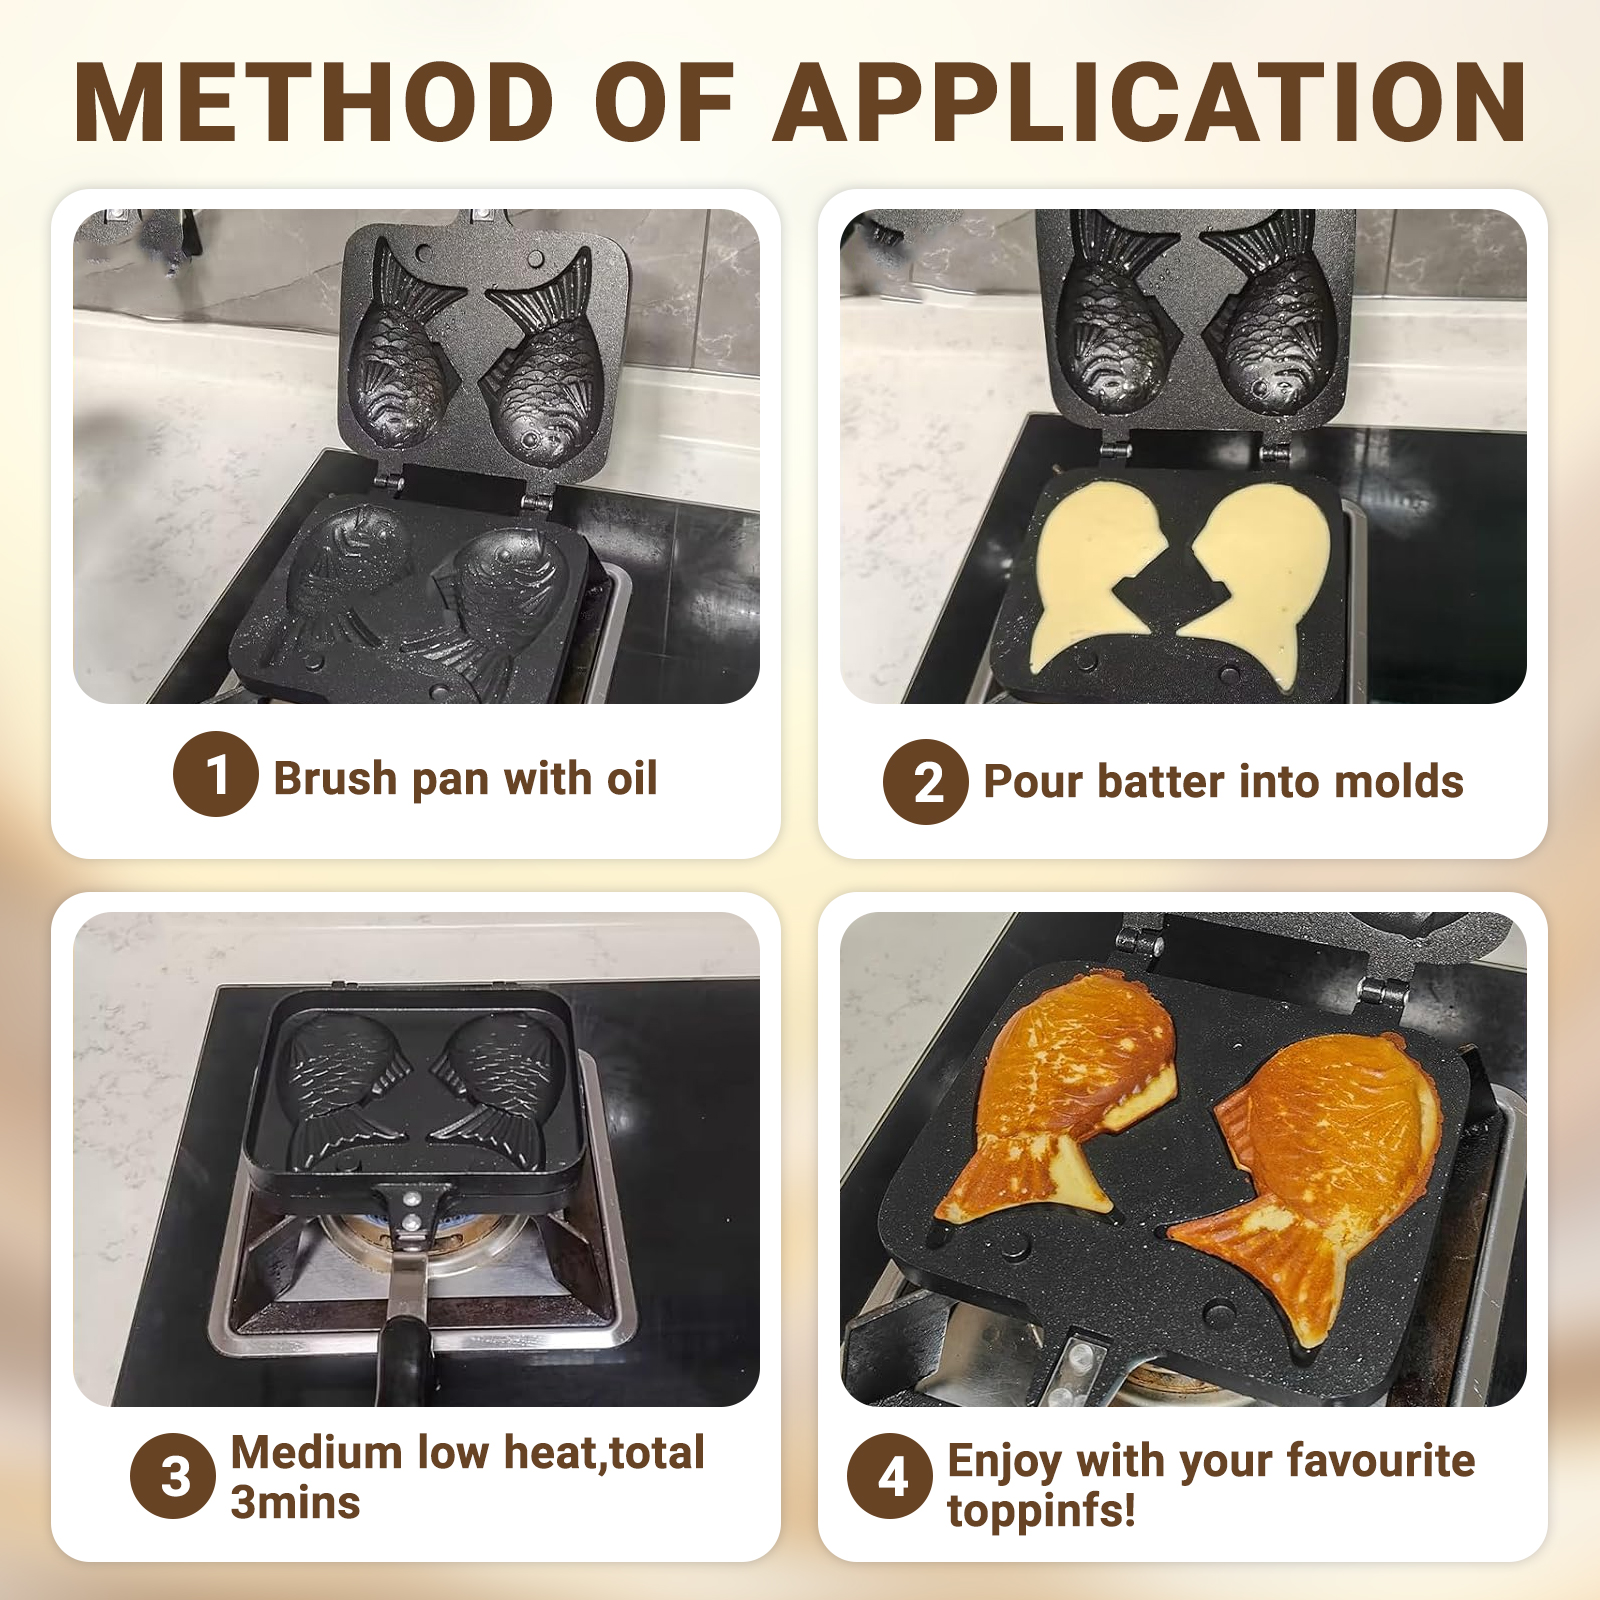 METHOD OF APPLICATION
1 Brush pan with oil
2 Pour batter into molds
3 Medium low heat,total
3mins
4 Enjoy with your favourite
toppinfs!